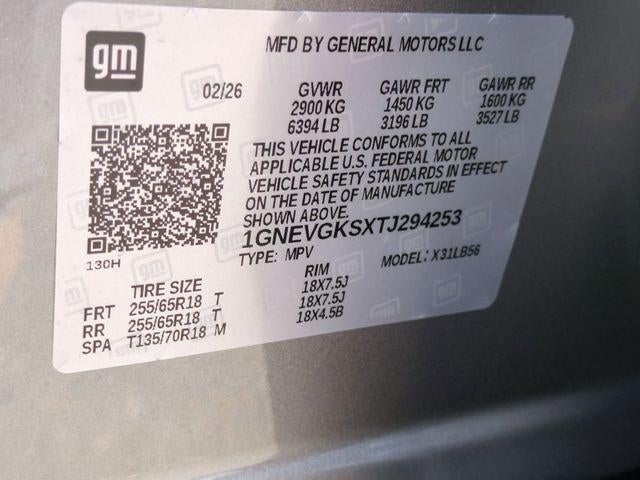 gm
MFD BY GENERAL MOTORS LLC
02/26 GVWR GAWR FRT GAWR RR
2900 KG 1450 KG 1600 KG
6394 LB 3196 LB 3527 LB
THIS VEHICLE CONFORMS TO ALL
APPLICABLE U.S. FEDERAL MOTOR
VEHICLE SAFETY STANDARDS IN EFFECT
ON THE DATE OF MANUFACTURE
SHOWN ABOVE.
1GNEVGKSXTJ294253
130H
TYPE: MPV MODEL: X31LB56
TIRE SIZE RIM
FRT 255/65R18 T 18X7.5J
RR 255/65R18 T 18X7.5J
SPA T135/70R18 M 18X4.5B